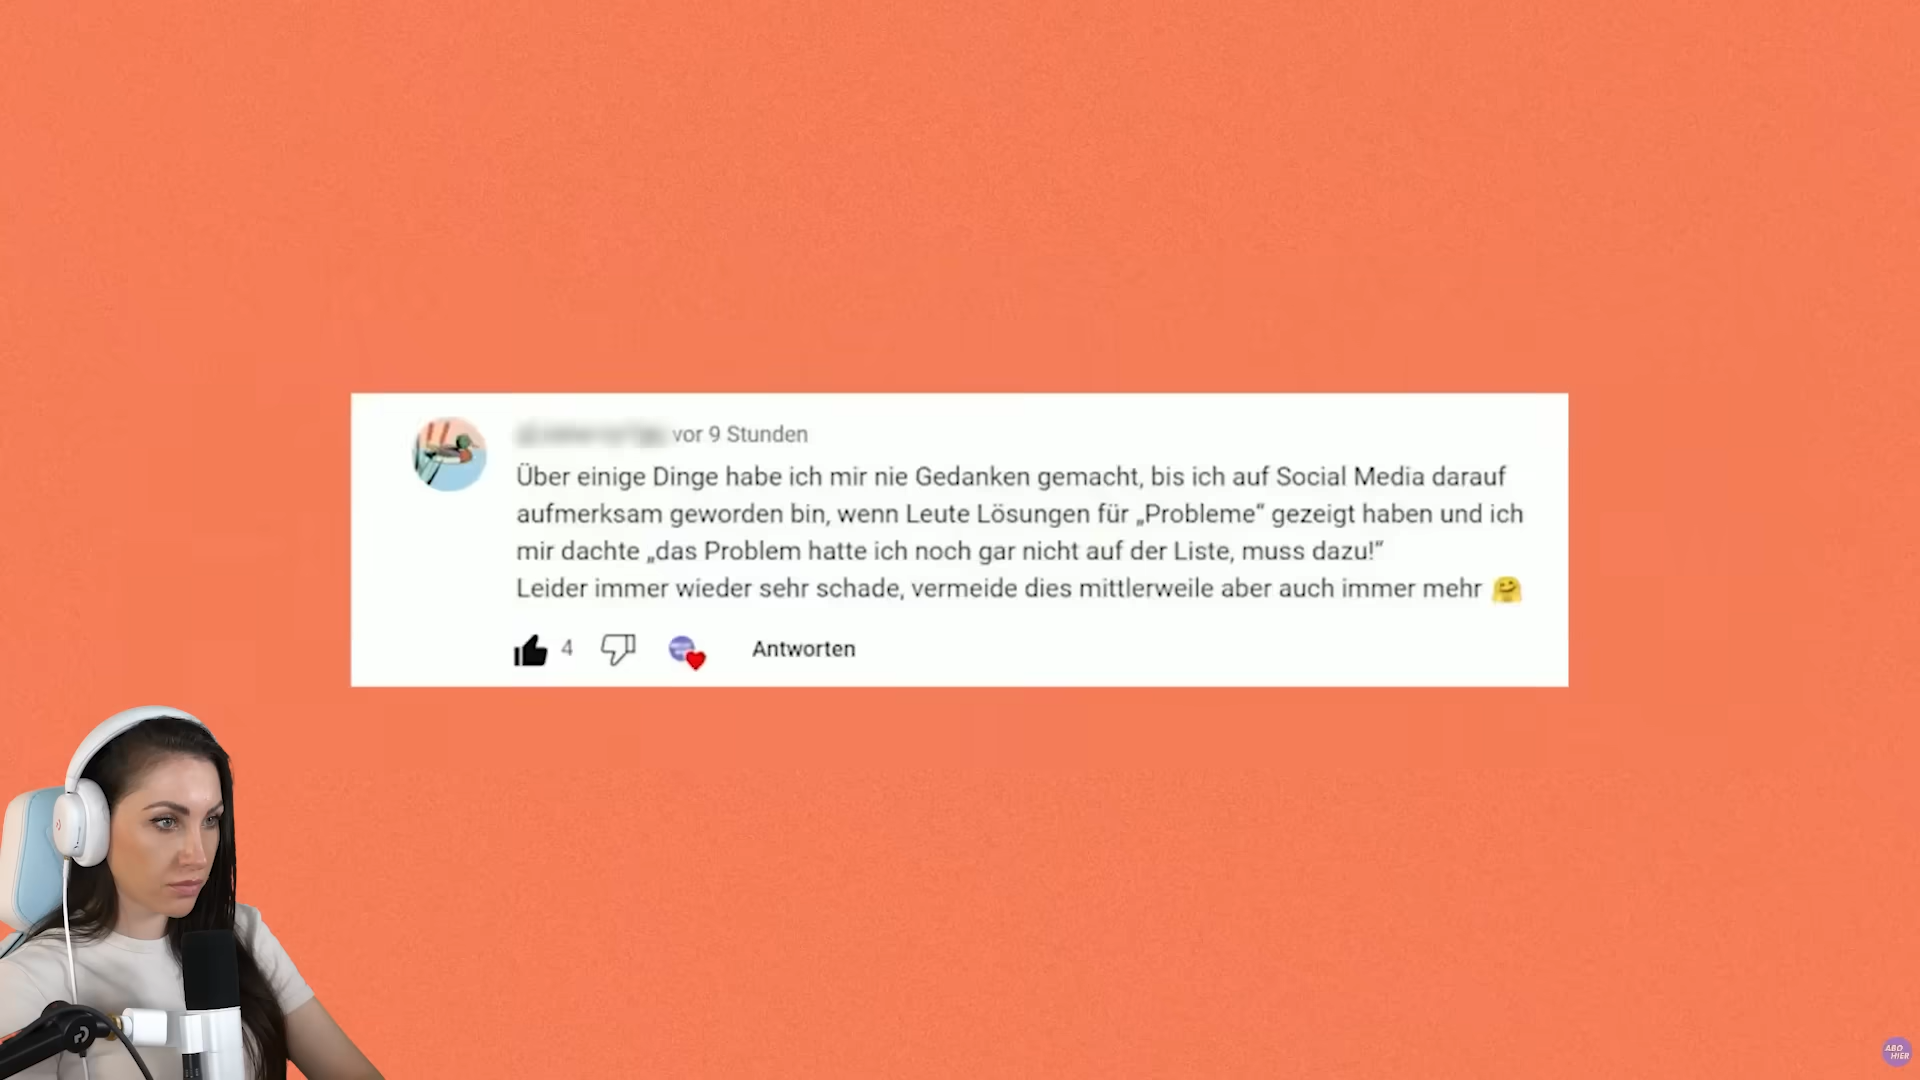 vor 9 Stunden
Über einige Dinge habe ich mir nie Gedanken gemacht, bis ich auf Social Media darauf
aufmerksam geworden bin, wenn Leute Lösungen für „Probleme“ gezeigt haben und ich
mir dachte „das Problem hatte ich noch gar nicht auf der Liste, muss dazu!“
Leider immer wieder sehr schade, vermeide dies mittlerweile aber auch immer mehr 🤗
4
Antworten
ABO
HIER